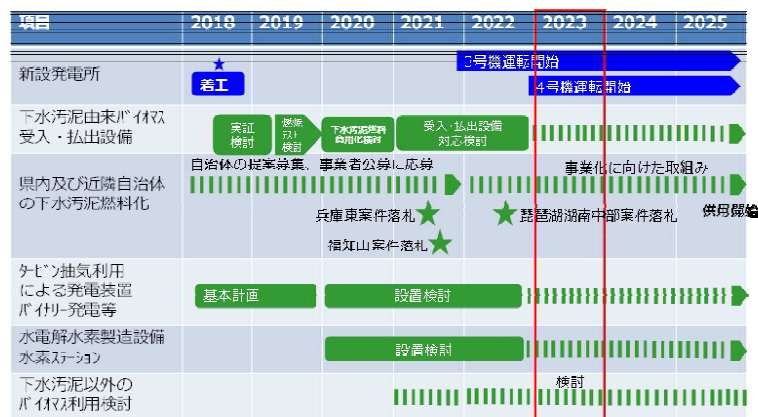 項目 2018 2019 2020 2021 2022 2023 2024 2025
新設発電所
★
着工
3号機運転開始
4号機運転開始
下水汚泥由来ﾊﾞｲｵﾏｽ
受入・払出設備
実証
検討
燃焼
テスト
検討
下水汚泥燃料
商用化検討
受入・払出設備
対応検討
県内及び近隣自治体
の下水汚泥燃料化
自治体の提案募集、事業者公募に応募
事業化に向けた取組み
兵庫東案件落札★
★琵琶湖湖南中部案件落札
供用開始
福知山案件落札★
ﾀｰﾋﾞﾝ抽気利用
による発電装置
ﾊﾞｲﾅﾘｰ発電等
基本計画
設置検討
水電解水素製造設備
水素ｽﾃｰｼｮﾝ
設置検討
下水汚泥以外の
ﾊﾞｲｵﾏｽ利用検討
検討